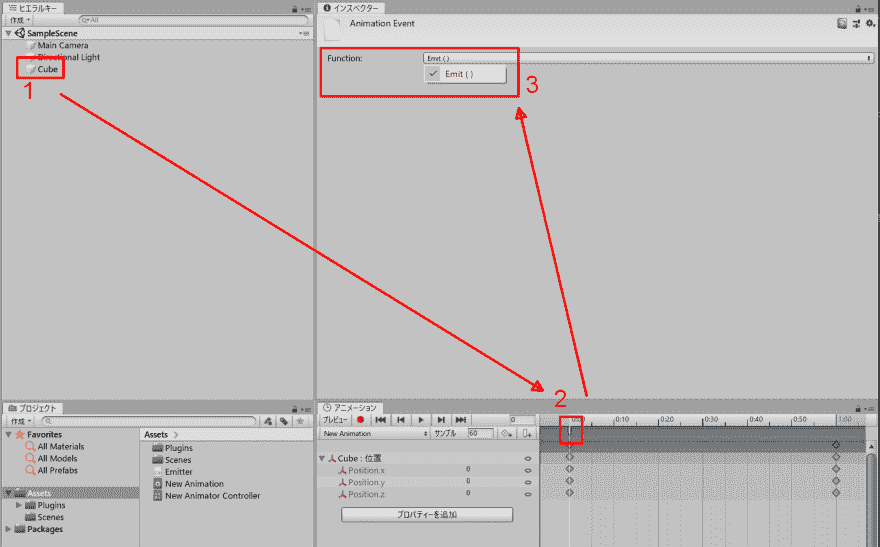 ヒエラルキー
作成
All
SampleScene
Main Camera
Directional Light
Cube
1
インスペクター
Animation Event
Function:
Emit ( )
Emit ( )
3
プロジェクト
作成
Favorites
All Materials
All Models
All Prefabs
Assets
Plugins
Scenes
Packages
Assets
Plugins
Scenes
Emitter
New Animation
New Animator Controller
アニメーション
プレビュー
0
New Animation
サンプル
60
Cube : 位置
Position.x
0
Position.y
0
Position.z
0
プロパティーを追加
2
0:00
0:10
0:20
0:30
0:40
0:50
1:00